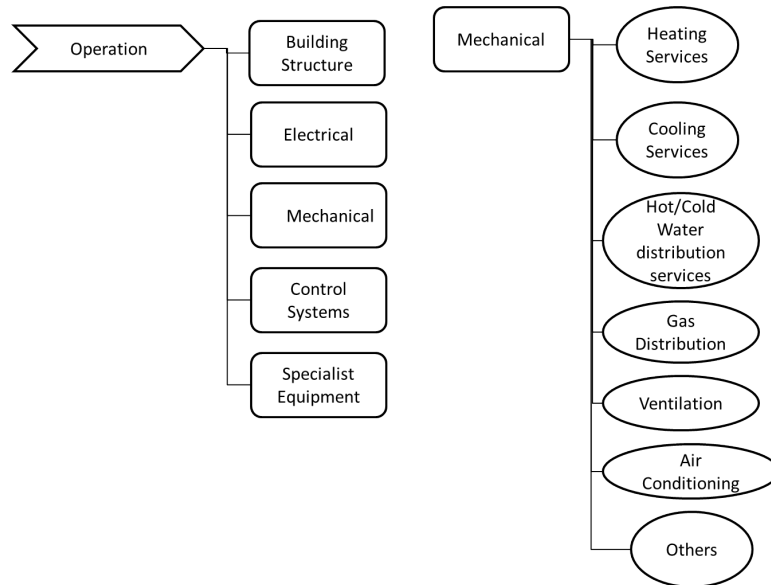 Operation
Building
Structure
Electrical
Mechanical
Control
Systems
Specialist
Equipment
Mechanical
Heating
Services
Cooling
Services
Hot/Cold
Water
distribution
services
Gas
Distribution
Ventilation
Air
Conditioning
Others